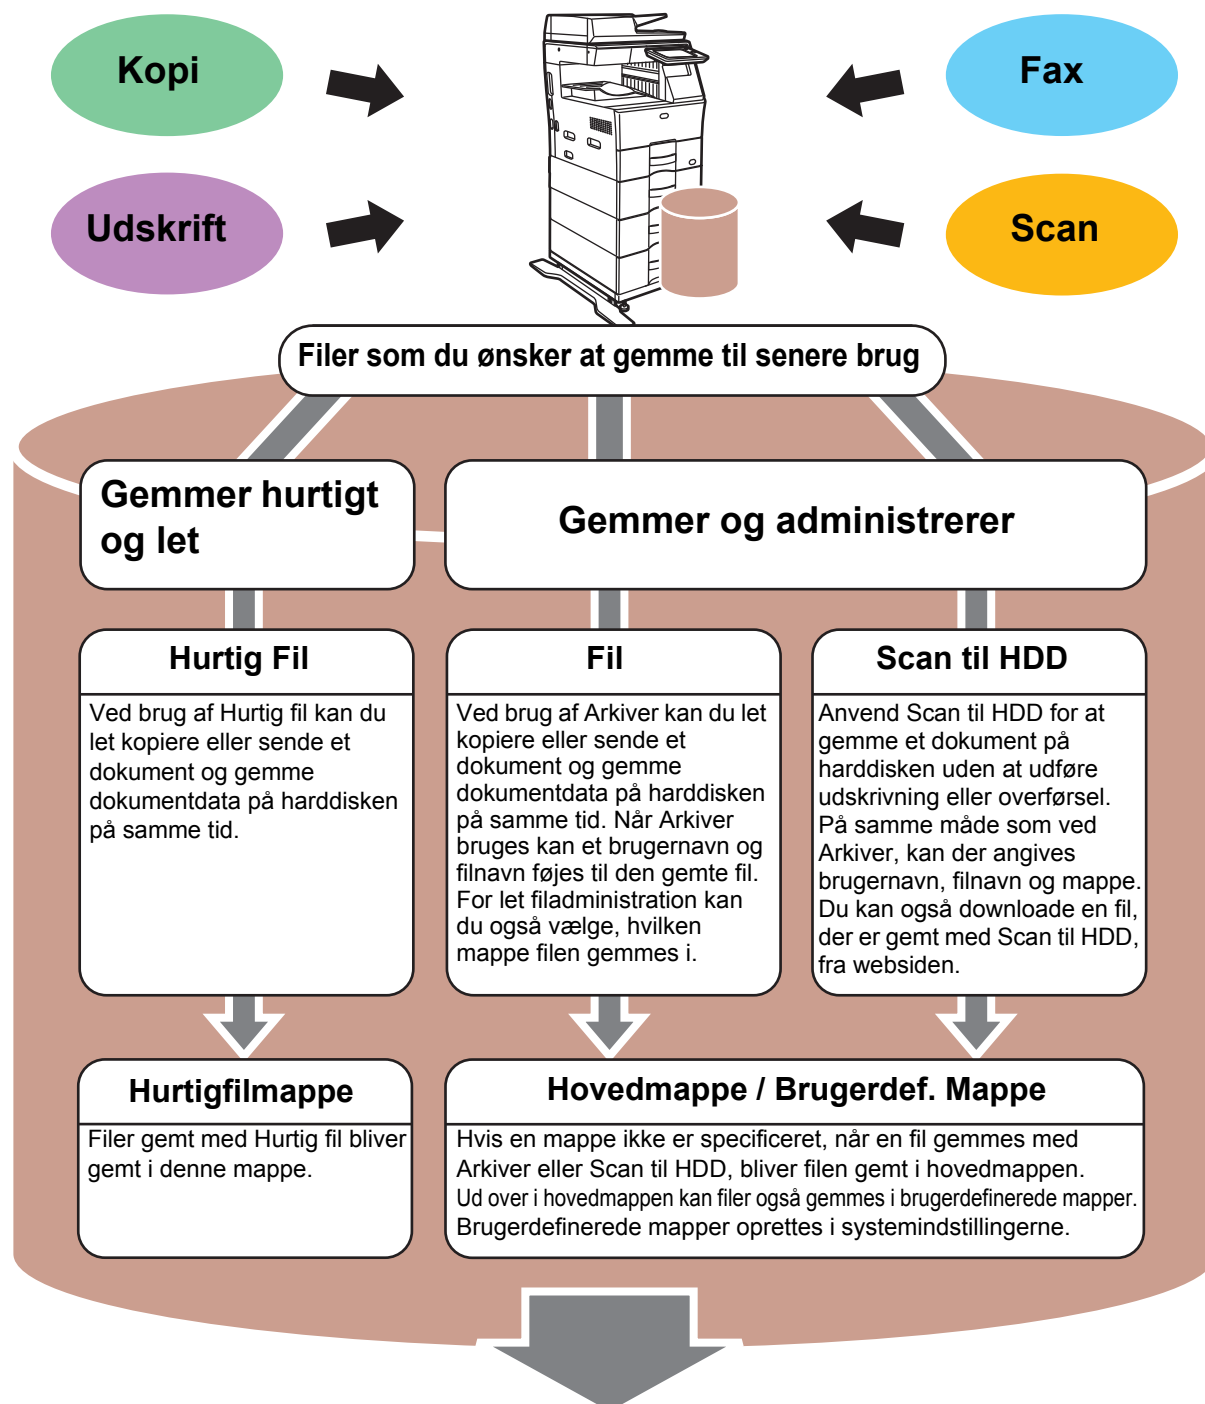 Kopi
Fax
Udskrift
Scan
Filer som du ønsker at gemme til senere brug
Gemmer hurtigt
og let
Gemmer og administrerer
Hurtig Fil
Ved brug af Hurtig fil kan du
let kopiere eller sende et
dokument og gemme
dokumentdata på harddisken
på samme tid.
Fil
Ved brug af Arkiver kan du let
kopiere eller sende et
dokument og gemme
dokumentdata på harddisken
på samme tid. Når Arkiver
bruges kan et brugernavn og
filnavn føjes til den gemte fil.
For let filadministration kan
du også vælge, hvilken
mappe filen gemmes i.
Scan til HDD
Anvend Scan til HDD for at
gemme et dokument på
harddisken uden at udføre
udskrivning eller overførsel.
På samme måde som ved
Arkiver, kan der angives
brugernavn, filnavn og mappe.
Du kan også downloade en fil,
der er gemt med Scan til HDD,
fra websiden.
Hurtigfilmappe
Filer gemt med Hurtig fil bliver
gemt i denne mappe.
Hovedmappe / Brugerdef. Mappe
Hvis en mappe ikke er specificeret, når en fil gemmes med
Arkiver eller Scan til HDD, bliver filen gemt i hovedmappen.
Ud over i hovedmappen kan filer også gemmes i brugerdefinerede mapper.
Brugerdefinerede mapper oprettes i systemindstillingerne.